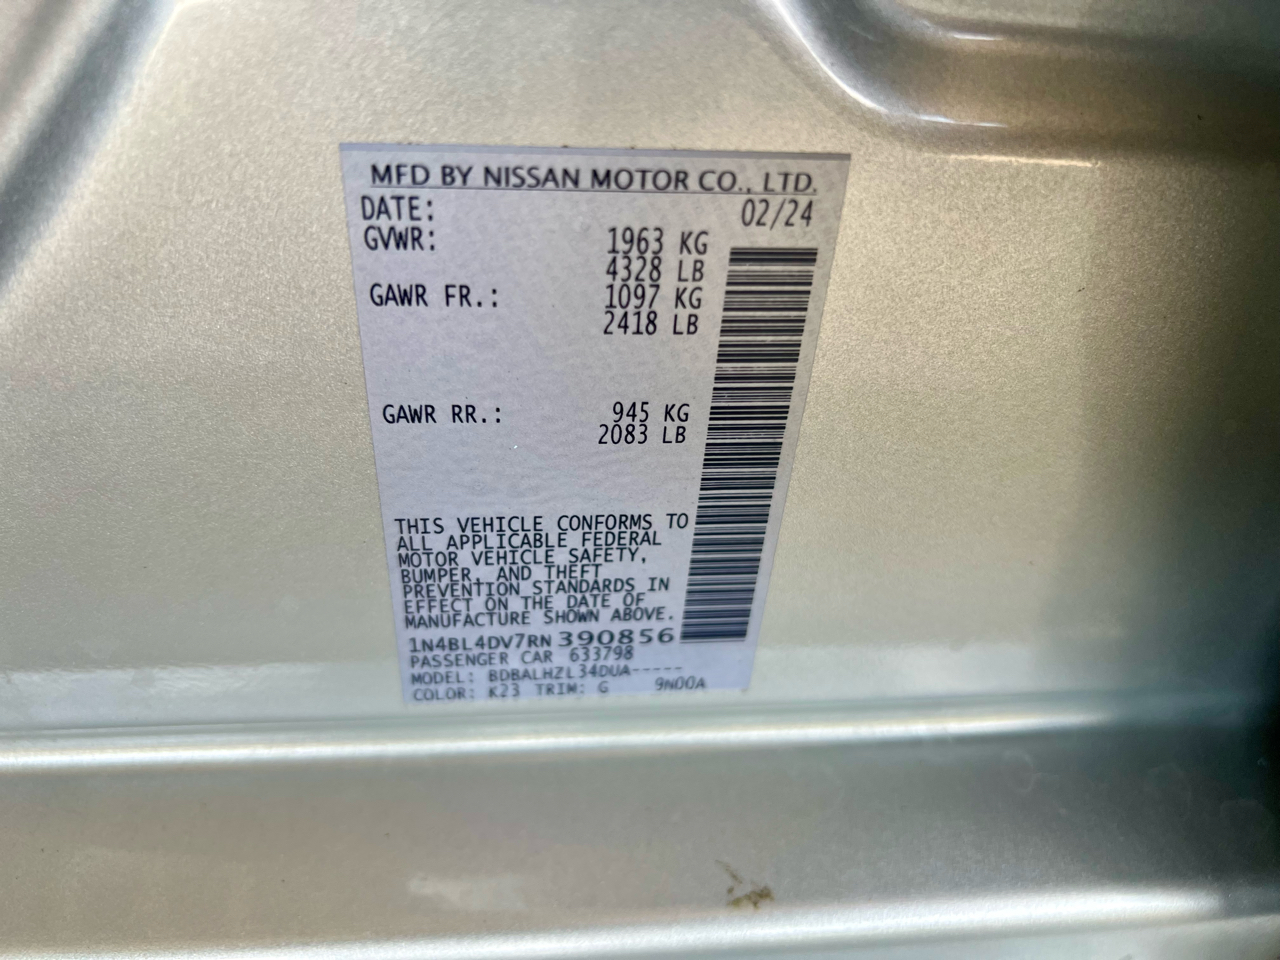 MFD BY NISSAN MOTOR CO., LTD.
DATE: 02/24
GVWR: 1963 KG
4328 LB
GAWR FR.: 1097 KG
2418 LB
GAWR RR.: 945 KG
2083 LB
THIS VEHICLE CONFORMS TO
ALL APPLICABLE FEDERAL
MOTOR VEHICLE SAFETY,
BUMPER, AND THEFT
PREVENTION STANDARDS IN
EFFECT ON THE DATE OF
MANUFACTURE SHOWN ABOVE.
1N4BL4DV7RN390856
PASSENGER CAR 633798
MODEL: BDBALHZL34DUA-----
COLOR: K23 TRIM: G 9N00A